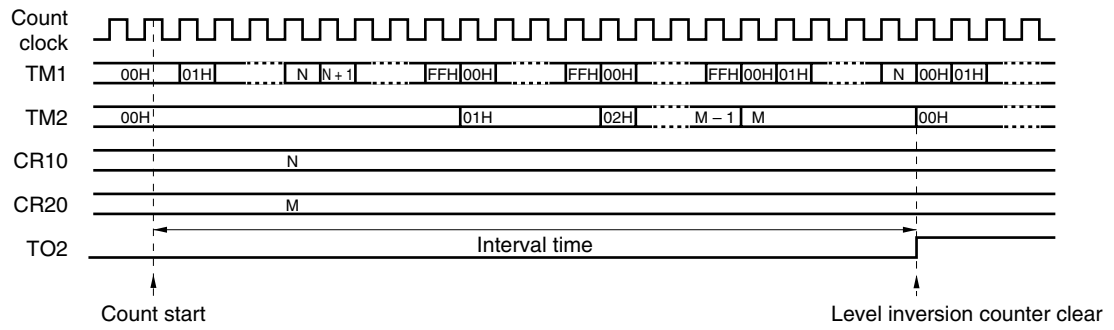 Count
clock
TM1 00H 01H N N + 1 FFH 00H FFH 00H FFH 00H 01H N 00H 01H
TM2 00H 01H 02H M – 1 M 00H
CR10 N
CR20 M
TO2 Interval time
Count start Level inversion counter clear